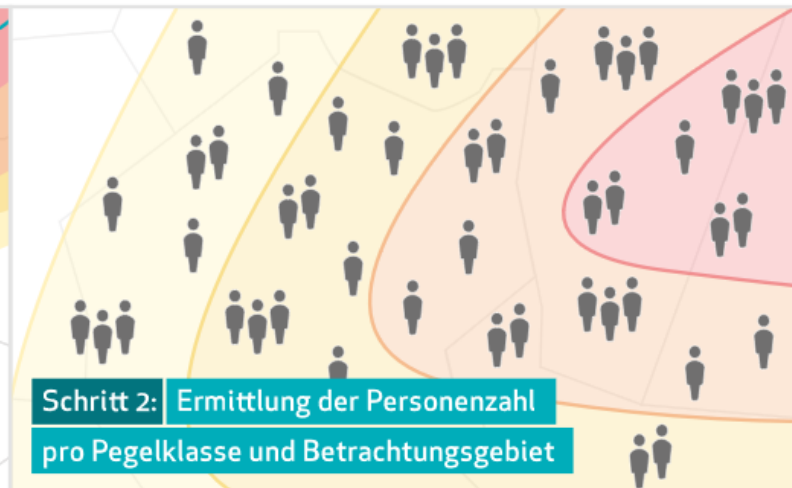 Schritt 2: Ermittlung der Personenzahl
pro Pegelklasse und Betrachtungsgebiet